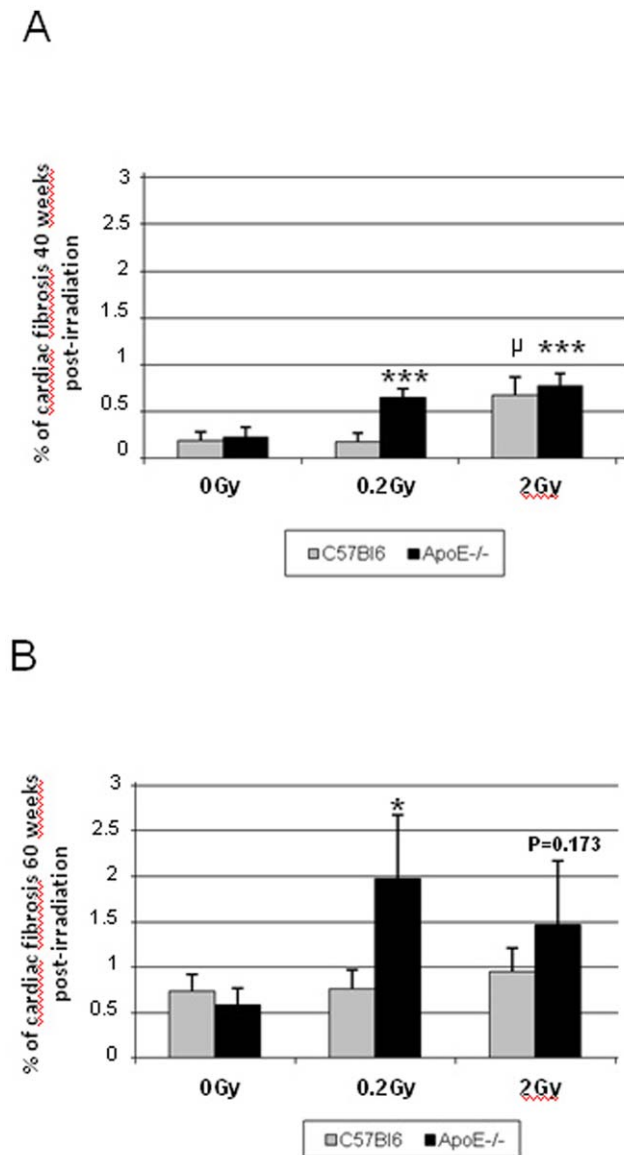 A
% of cardiac fibrosis 40 weeks
post-irradiation
3
2.5
2
1.5
1
0.5
0
***
µ
***
0Gy
0.2Gy
2Gy
C57Bl6 ApoE-/-
B
% of cardiac fibrosis 60 weeks
post-irradiation
3
2.5
2
1.5
1
0.5
0
*
P=0.173
0Gy
0.2Gy
2Gy
C57Bl6 ApoE-/-